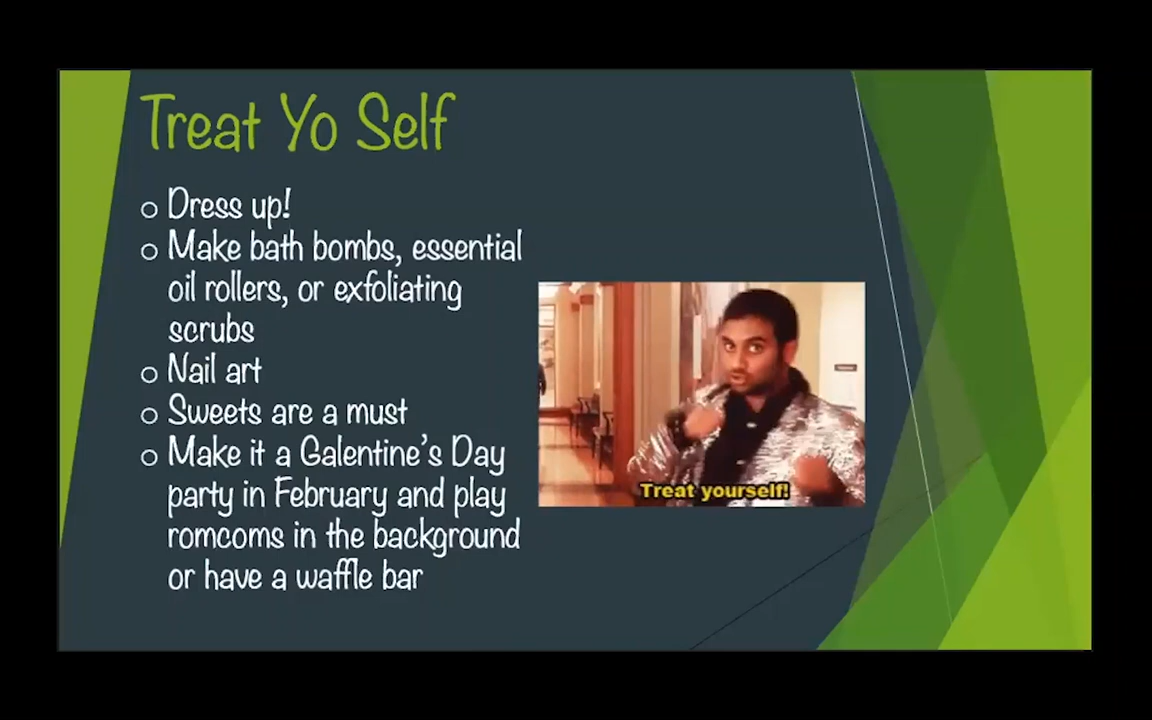 Treat Yo Self
Dress up!
Make bath bombs, essential
oil rollers, or exfoliating
scrubs
Nail art
Sweets are a must
Make it a Galentine's Day
party in February and play
romcoms in the background
or have a waffle bar
Treat yourself!